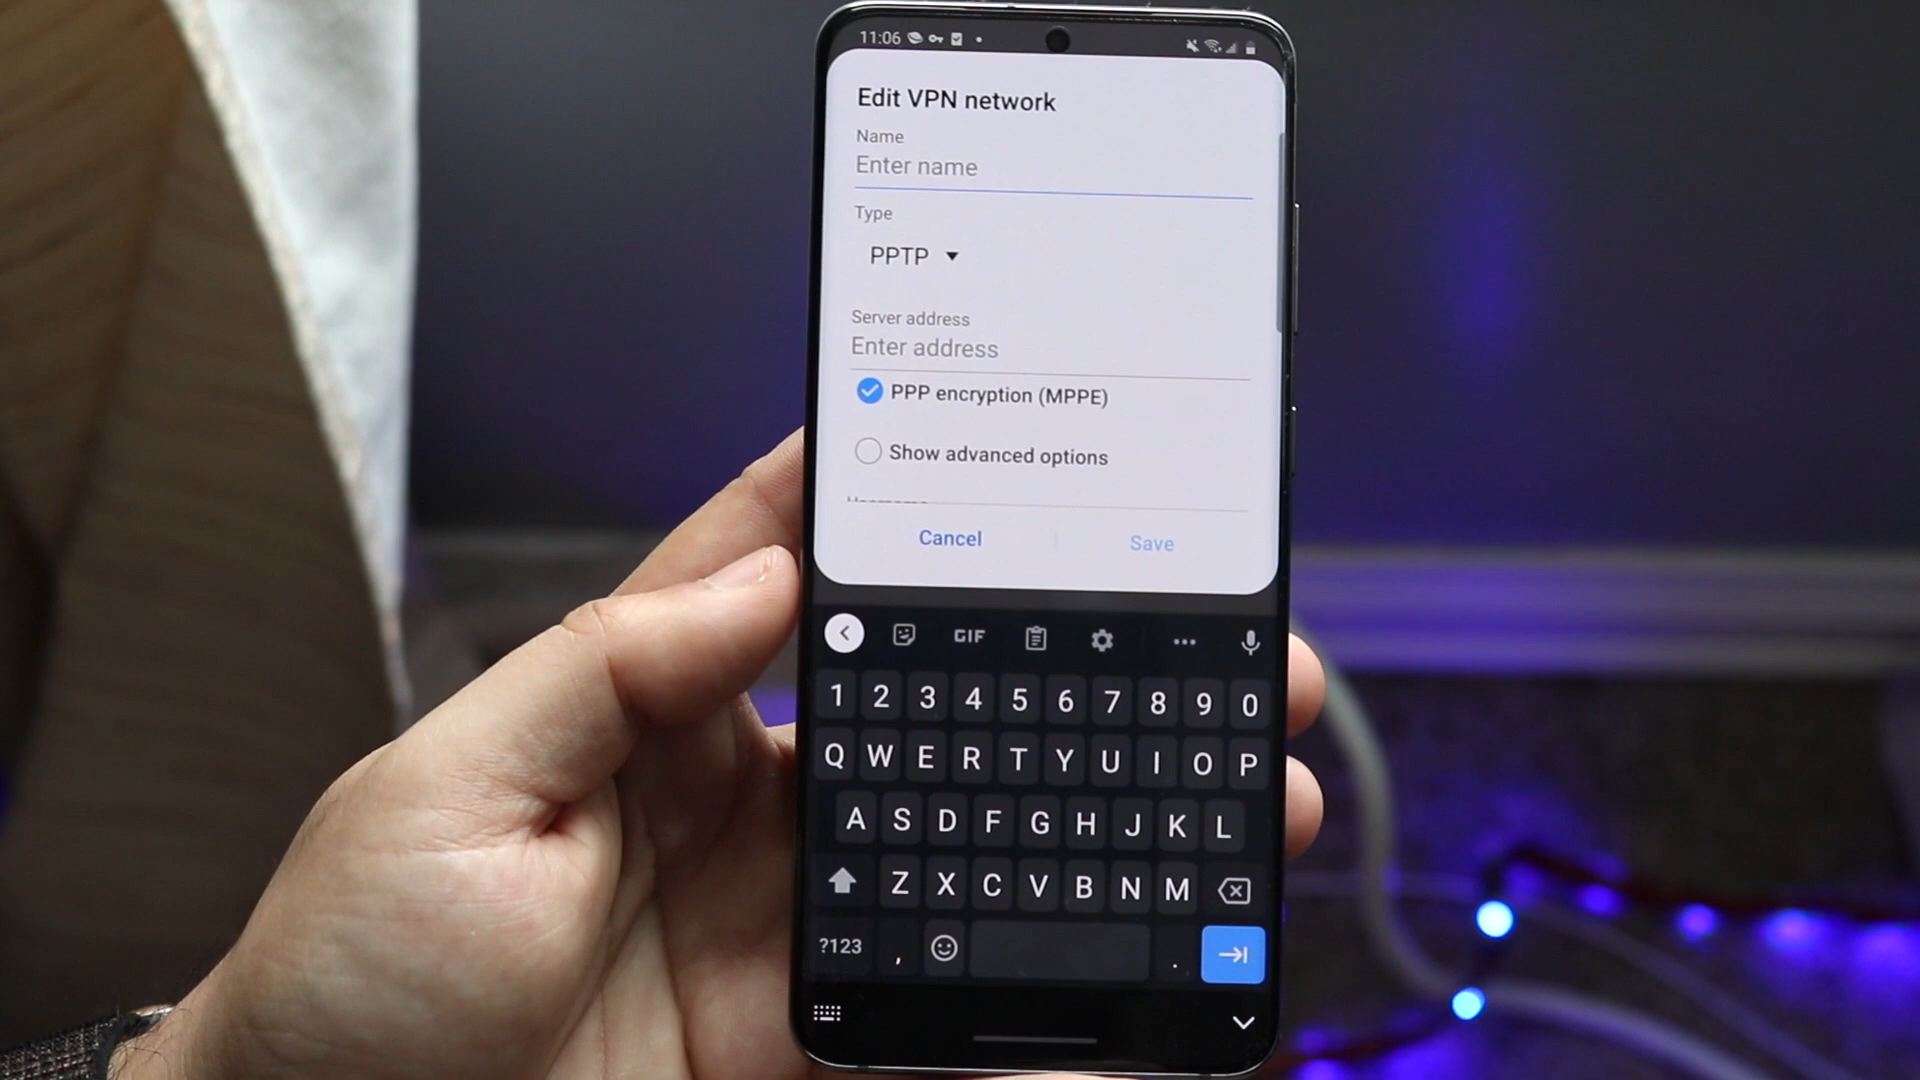 11:06
Edit VPN network
Name
Enter name
Type
PPTP
Server address
Enter address
PPP encryption (MPPE)
Show advanced options
Cancel Save
GIF
1 2 3 4 5 6 7 8 9 0
Q W E R T Y U I O P
A S D F G H J K L
Z X C V B N M
?123 , .